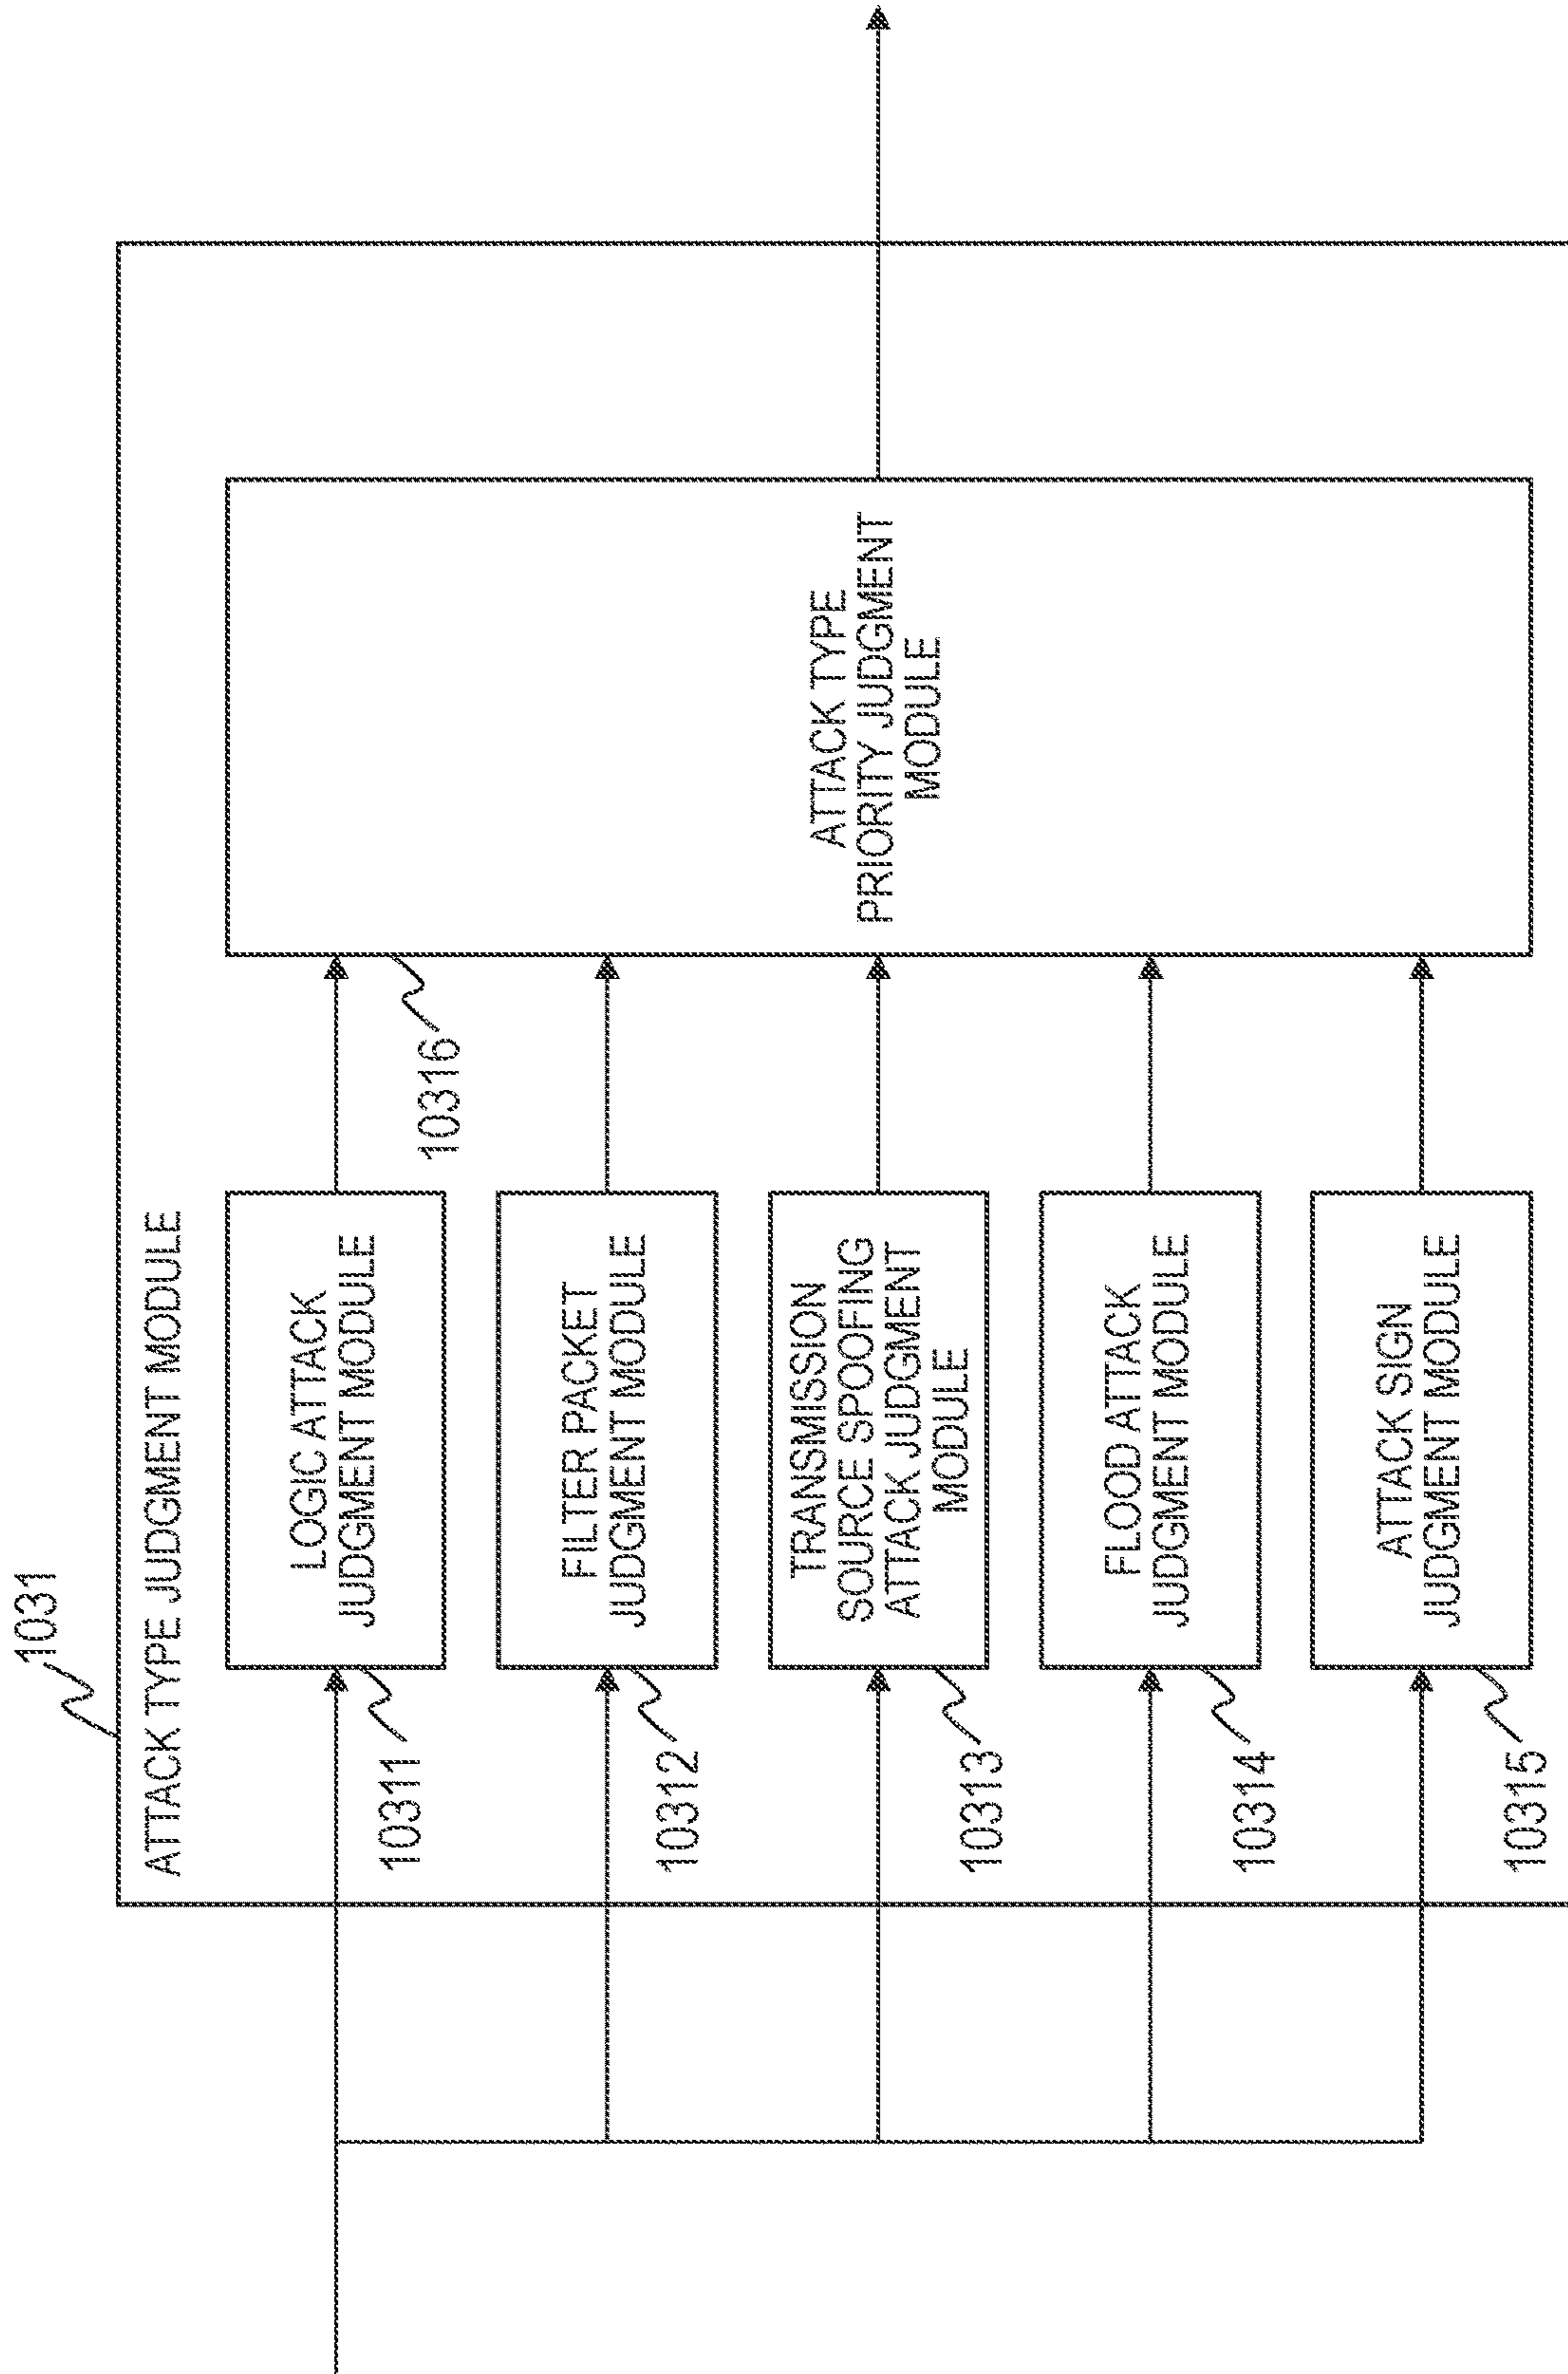 1031
ATTACK TYPE JUDGMENT MODULE
10311
LOGIC ATTACK
JUDGMENT MODULE
10316
ATTACK TYPE
PRIORITY JUDGMENT
MODULE
10312
FILTER PACKET
JUDGMENT MODULE
10313
TRANSMISSION
SOURCE SPOOFING
ATTACK JUDGMENT
MODULE
10314
FLOOD ATTACK
JUDGMENT MODULE
10315
ATTACK SIGN
JUDGMENT MODULE